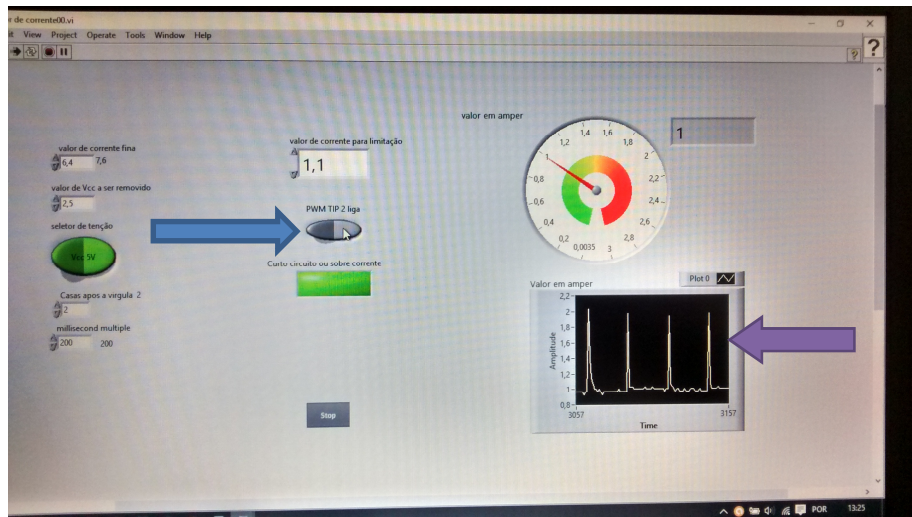 or de corrente00.vi
it View Project Operate Tools Window Help
?
?
valor de corrente fina
6,4 7,6
valor de Vcc a ser removido
2,5
seletor de tenção
Vcc 5V
Casas apos a virgula 2
2
millisecond multiple
200 200
valor de corrente para limitação
1,1
PWM TIP 2 liga
Curto circuito ou sobre corrente
Stop
valor em amper
1
0,0035
0,2
0,4
0,6
0,8
1
1,2
1,4
1,6
1,8
2
2,2
2,4
2,6
2,8
3
Valor em amper
Plot 0
Amplitude
2,2
2
1,8
1,6
1,4
1,2
1
0,8
3057
3157
Time
POR 13:25